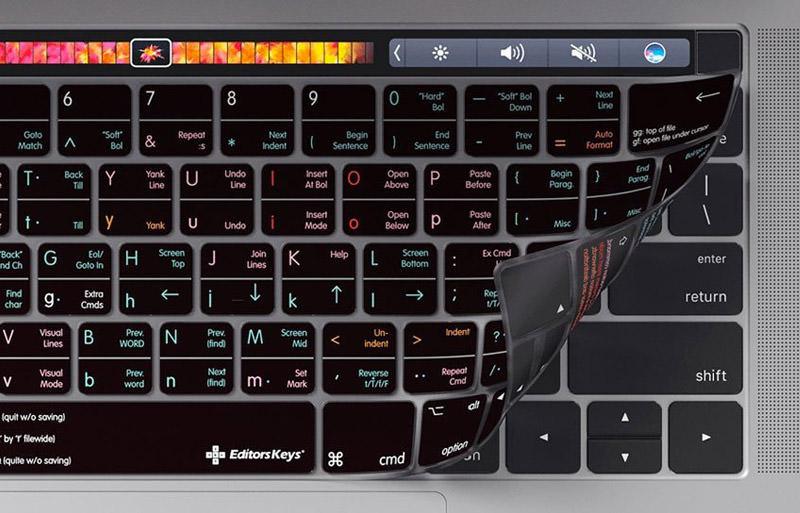 6 7 8 9 0 "Hard" Bol — "Soft" Bol Down + Next Line ←
Goto Match ^ "Soft" Bol & Repeat :s * Next Indent ( Begin Sentence ) End Sentence - Prev Line = Auto Format gg: top of file
gf: open file under cursor
T· Back Till Y Yank Line U Undo Line I Insert At Bol O Open Above P Paste Before { Begin Parag. } End Parag. | \
t· Till y Yank u Undo i Insert Mode o Open Below p Paste After [· Misc ]· Misc \
"Back" nd Ch G Eol/ Goto In H Screen Top J Join Lines K Help L Screen Bottom : Ex Cmd enter
Find char g· Extra Cmds h ← j ↓ k ↑ l → ; return
V Visual Lines B Prev. WORD N Prev. (find) M Screen Mid < Un-indent > Indent ?·
v Visual Mode b Prev. word n Next (find) m· Set Mark ,· Reverse t/T/f/F ·· Repeat Cmd /· shift
(quit w/o saving) alt
' by 't' filewide)
(quite w/o saving) EditorsKeys ⌘ cmd option